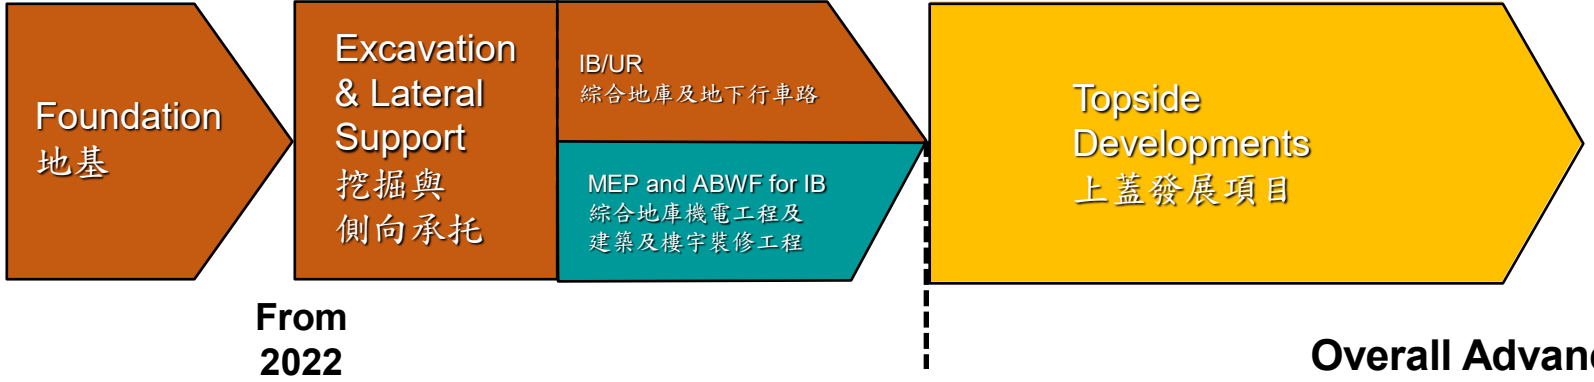 Foundation
地基
Excavation
& Lateral
Support
挖掘與
側向承托
IB/UR
綜合地庫及地下行車路
MEP and ABWF for IB
綜合地庫機電工程及
建築及樓宇裝修工程
Topside
Developments
上蓋發展項目
From
2022
Overall Advanc